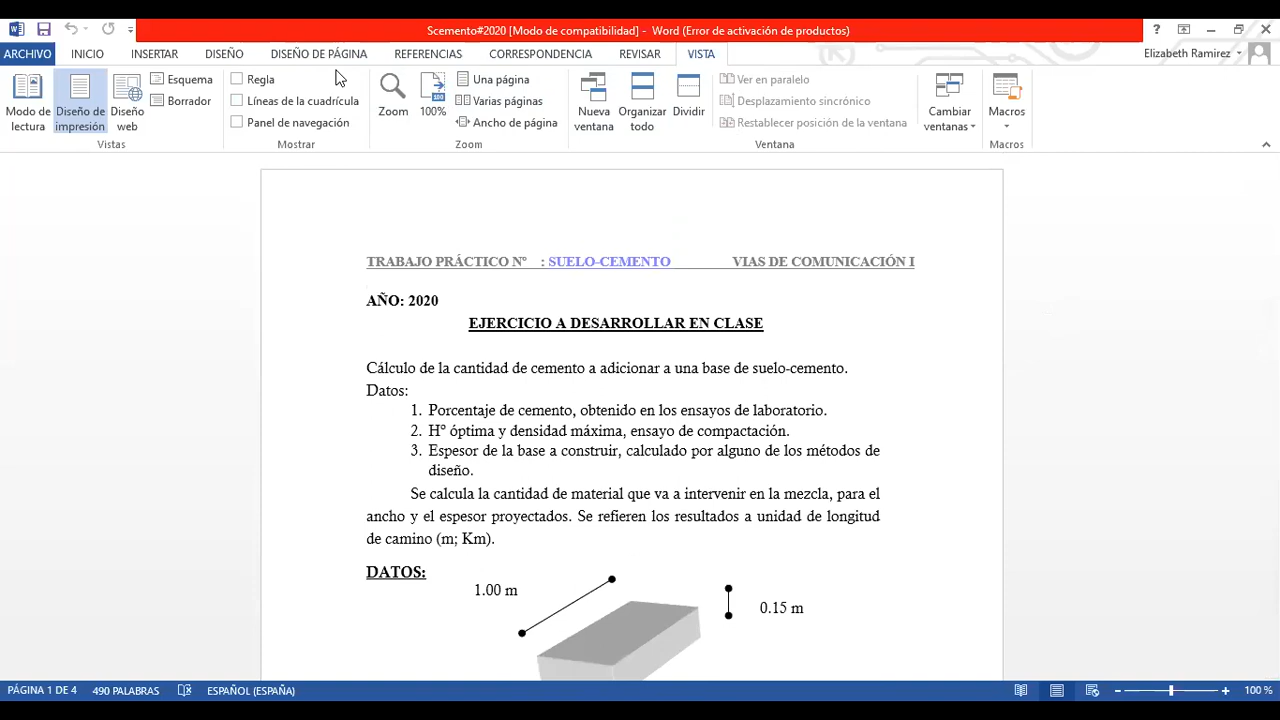 Scemento#2020 [Modo de compatibilidad] - Word (Error de activación de productos)
ARCHIVO INICIO INSERTAR DISEÑO DISEÑO DE PÁGINA REFERENCIAS CORRESPONDENCIA REVISAR VISTA Elizabeth Ramirez
Modo de lectura
Diseño de impresión
Diseño web
Esquema
Borrador
Vistas
Regla
Líneas de la cuadrícula
Panel de navegación
Mostrar
Zoom
100%
Una página
Varias páginas
Ancho de página
Zoom
Nueva ventana
Organizar todo
Dividir
Ver en paralelo
Desplazamiento sincrónico
Restablecer posición de la ventana
Cambiar ventanas
Ventana
Macros
Macros
TRABAJO PRÁCTICO Nº : SUELO-CEMENTO VIAS DE COMUNICACIÓN I
AÑO: 2020
EJERCICIO A DESARROLLAR EN CLASE
Cálculo de la cantidad de cemento a adicionar a una base de suelo-cemento.
Datos:
1. Porcentaje de cemento, obtenido en los ensayos de laboratorio.
2. Hº óptima y densidad máxima, ensayo de compactación.
3. Espesor de la base a construir, calculado por alguno de los métodos de
diseño.
Se calcula la cantidad de material que va a intervenir en la mezcla, para el
ancho y el espesor proyectados. Se refieren los resultados a unidad de longitud
de camino (m; Km).
DATOS:
1.00 m
0.15 m
PÁGINA 1 DE 4 490 PALABRAS ESPAÑOL (ESPAÑA) 100 %